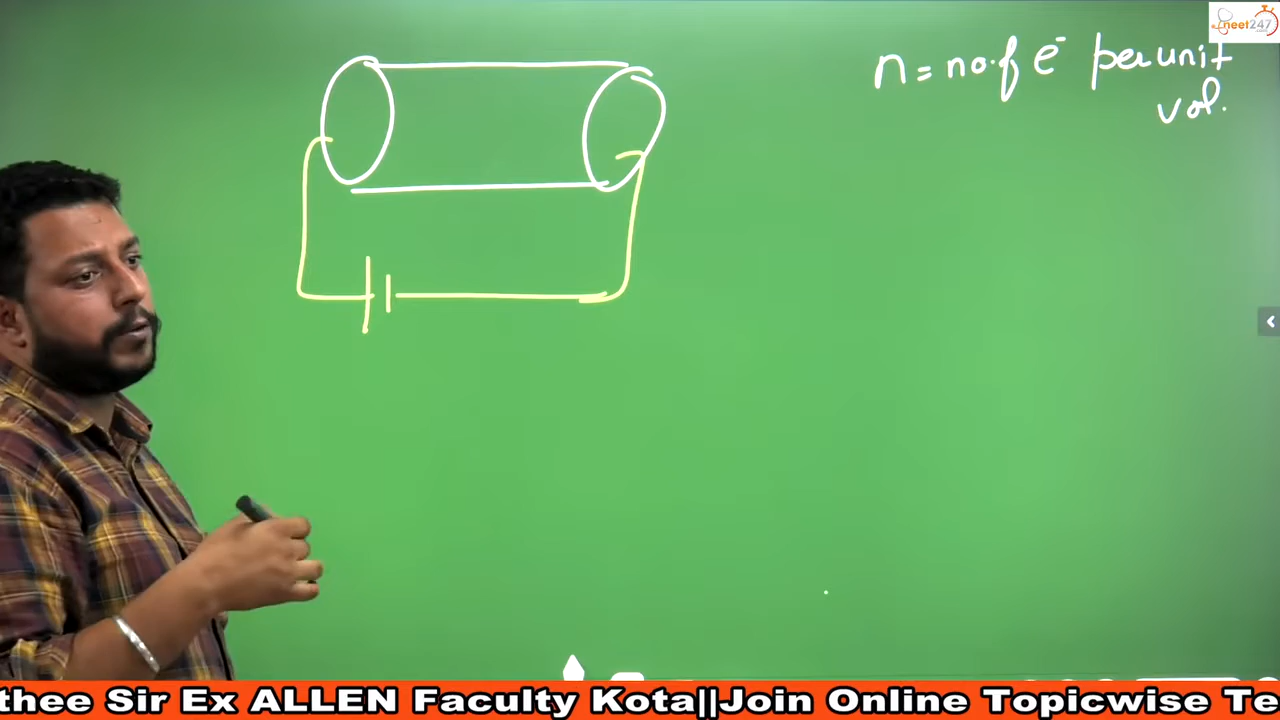 neet247
n = no. of e⁻ per unit
vol.
thee Sir Ex ALLEN Faculty Kota||Join Online Topicwise Te